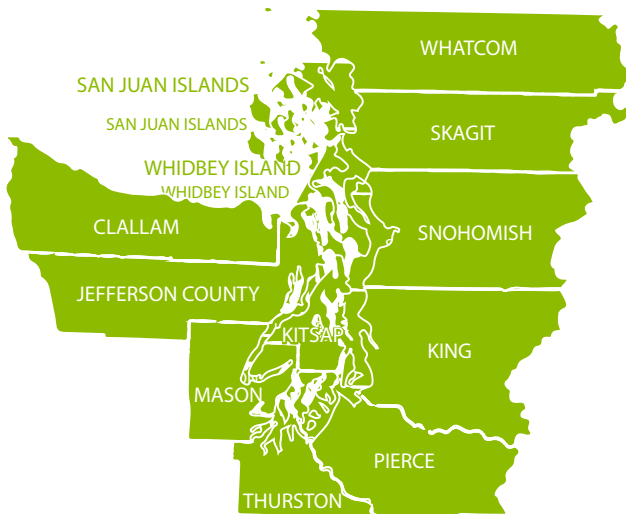 WHATCOM
SAN JUAN ISLANDS
SAN JUAN ISLANDS
SKAGIT
WHIDBEY ISLAND
WHIDBEY ISLAND
CLALLAM
SNOHOMISH
JEFFERSON COUNTY
KITSAP
KING
MASON
PIERCE
THURSTON